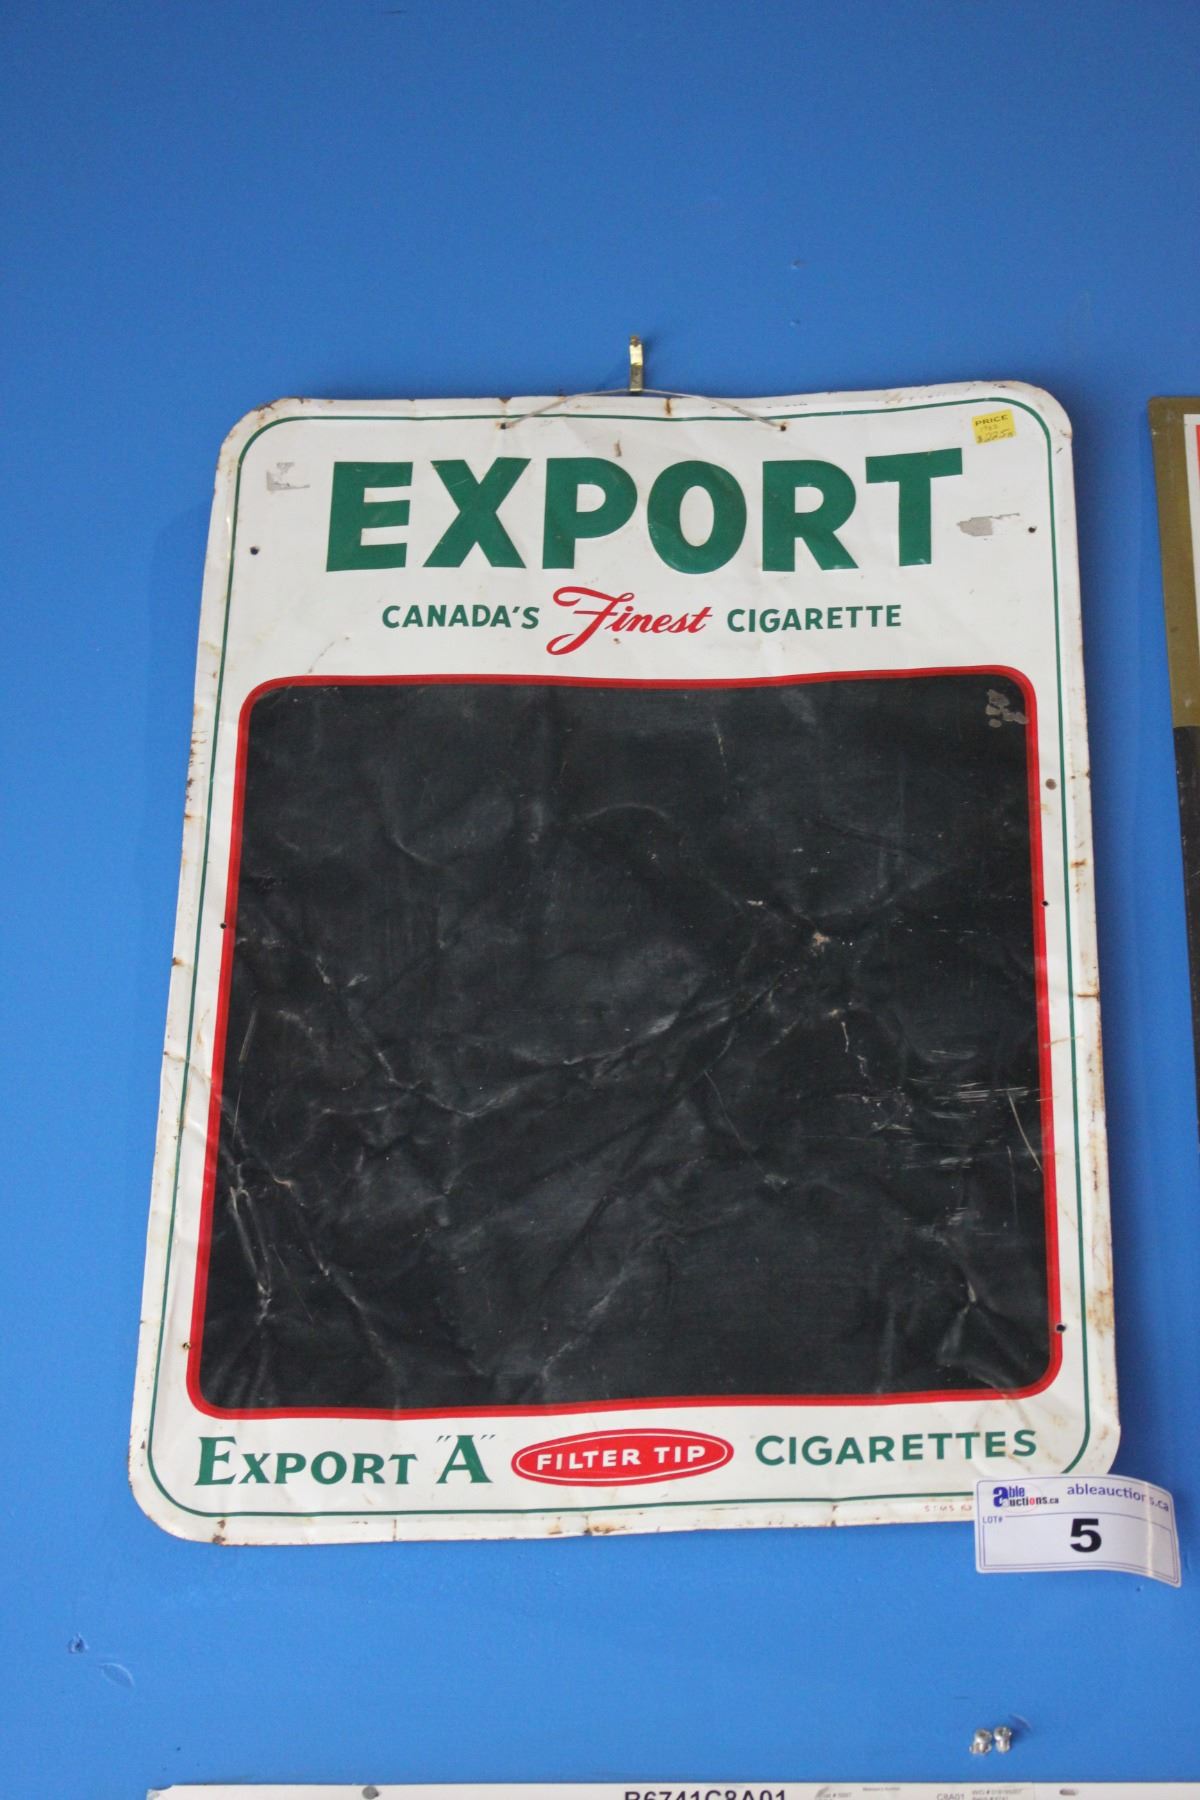 PRICE
EXPORT
CANADA'S Finest CIGARETTE
EXPORT "A" FILTER TIP CIGARETTES
able auctions.ca ableauctions.ca
LOT#
5